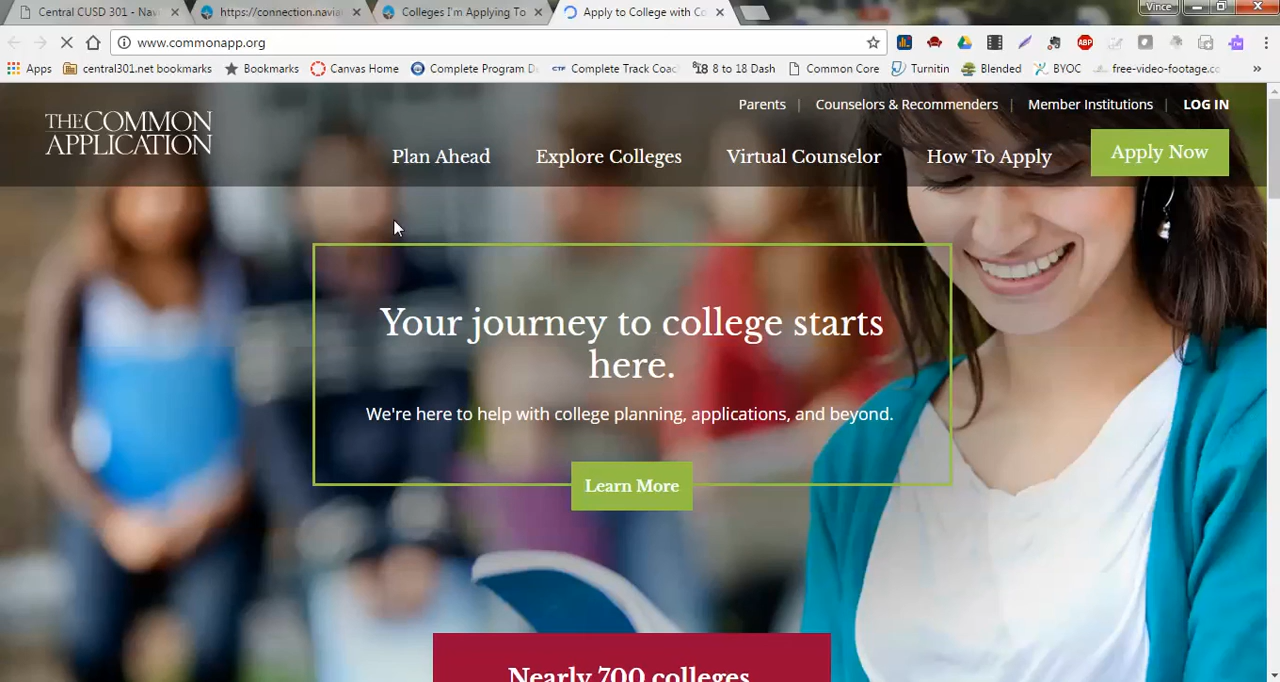 Central CUSD 301 - Navi
https://connection.navia
Colleges I'm Applying To
Apply to College with Co
Vince
www.commonapp.org
Apps
central301.net bookmarks
Bookmarks
Canvas Home
Complete Program D
CTF Complete Track Coac
'18 8 to 18 Dash
Common Core
Turnitin
Blended
BYOC
free-video-footage.co
»
THE COMMON
APPLICATION
Parents | Counselors & Recommenders | Member Institutions | LOG IN
Plan Ahead
Explore Colleges
Virtual Counselor
How To Apply
Apply Now
Your journey to college starts
here.
We're here to help with college planning, applications, and beyond.
Learn More
Nearly 700 colleges